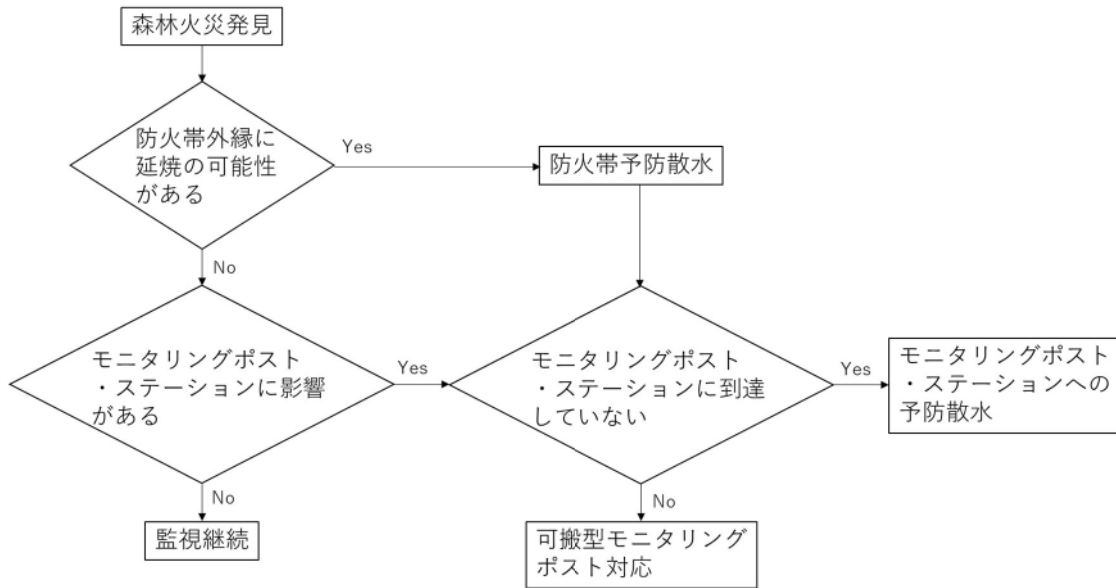 森林火災発見
防火帯外縁に
延焼の可能性
がある
Yes
防火帯予防散水
No
モニタリングポスト
・ステーションに影響
がある
Yes
モニタリングポスト
・ステーションに到達
していない
Yes
モニタリングポスト
・ステーションへの
予防散水
No
監視継続
No
可搬型モニタリング
ポスト対応